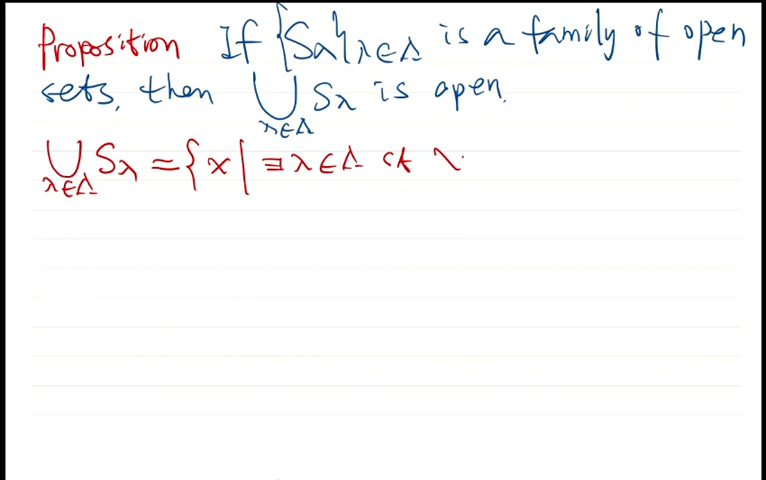 Proposition If {Sλ}λ∈Λ is a family of open
sets, then ⋃λ∈Λ Sλ is open.
⋃λ∈Λ Sλ = {x | ∃λ∈Λ st